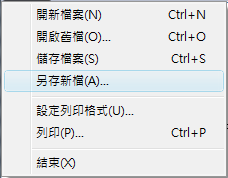 開新檔案(N) Ctrl+N
開啟舊檔(O)... Ctrl+O
儲存檔案(S) Ctrl+S
另存新檔(A)...
設定列印格式(U)...
列印(P)... Ctrl+P
結束(X)